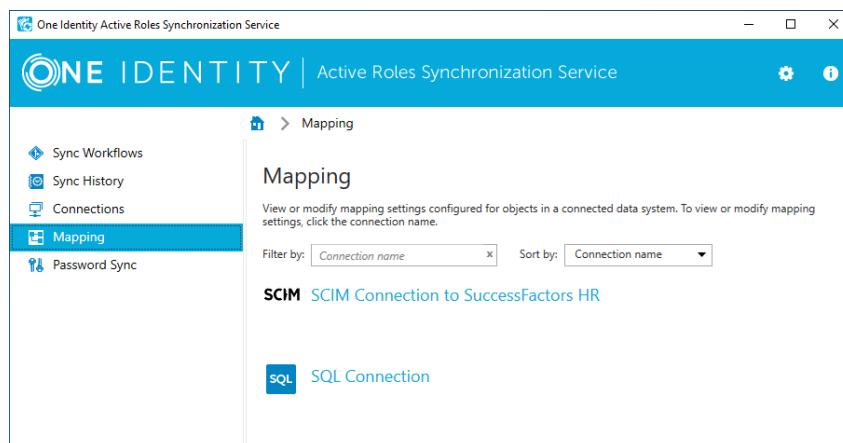 One Identity Active Roles Synchronization Service
ONE IDENTITY Active Roles Synchronization Service
Mapping
Sync Workflows
Sync History
Connections
Mapping
Password Sync
Mapping
View or modify mapping settings configured for objects in a connected data system. To view or modify mapping
settings, click the connection name.
Filter by: Connection name x Sort by: Connection name
SCIM SCIM Connection to SuccessFactors HR
SQL SQL Connection